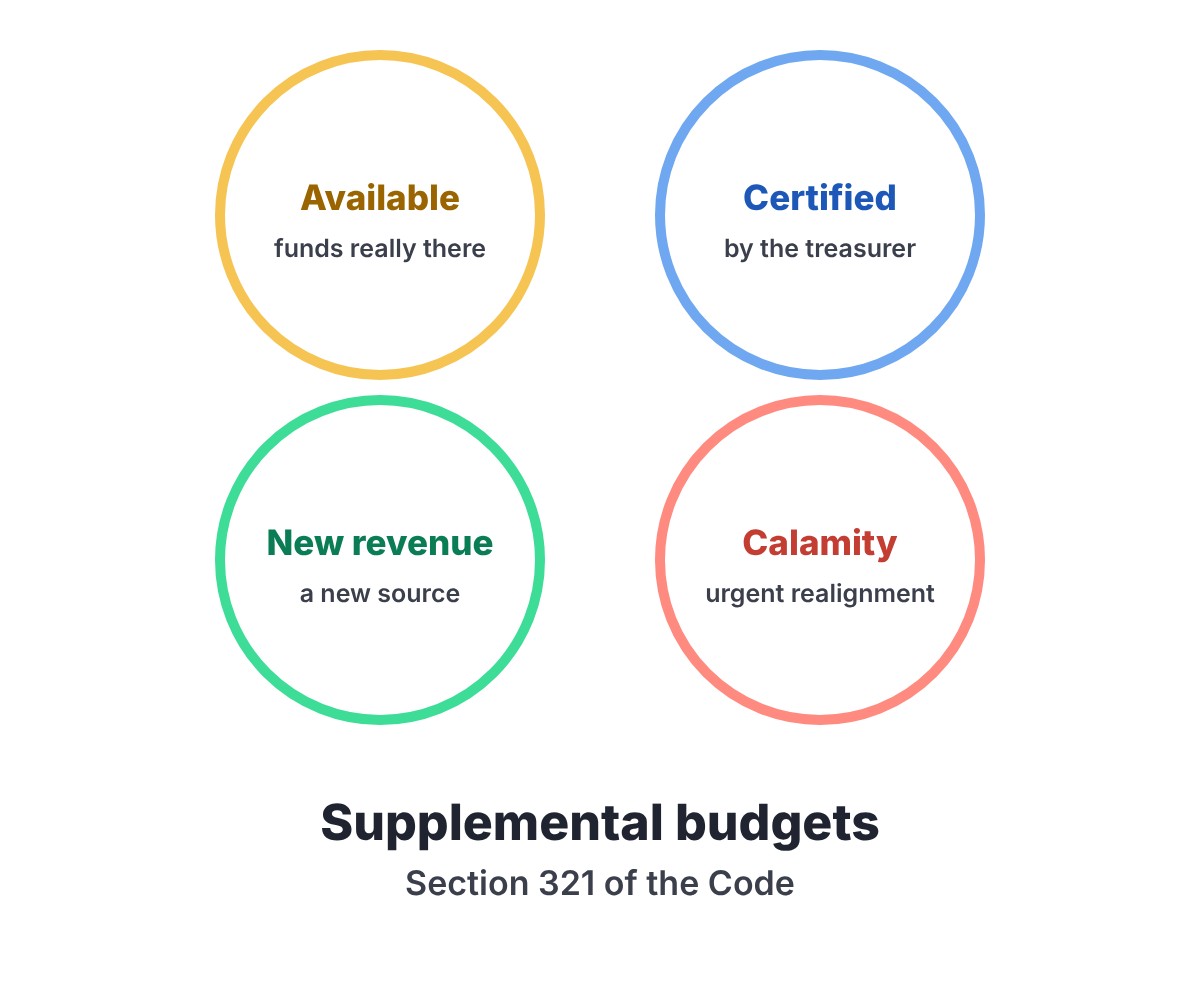 Available
funds really there
Certified
by the treasurer
New revenue
a new source
Calamity
urgent realignment
Supplemental budgets
Section 321 of the Code